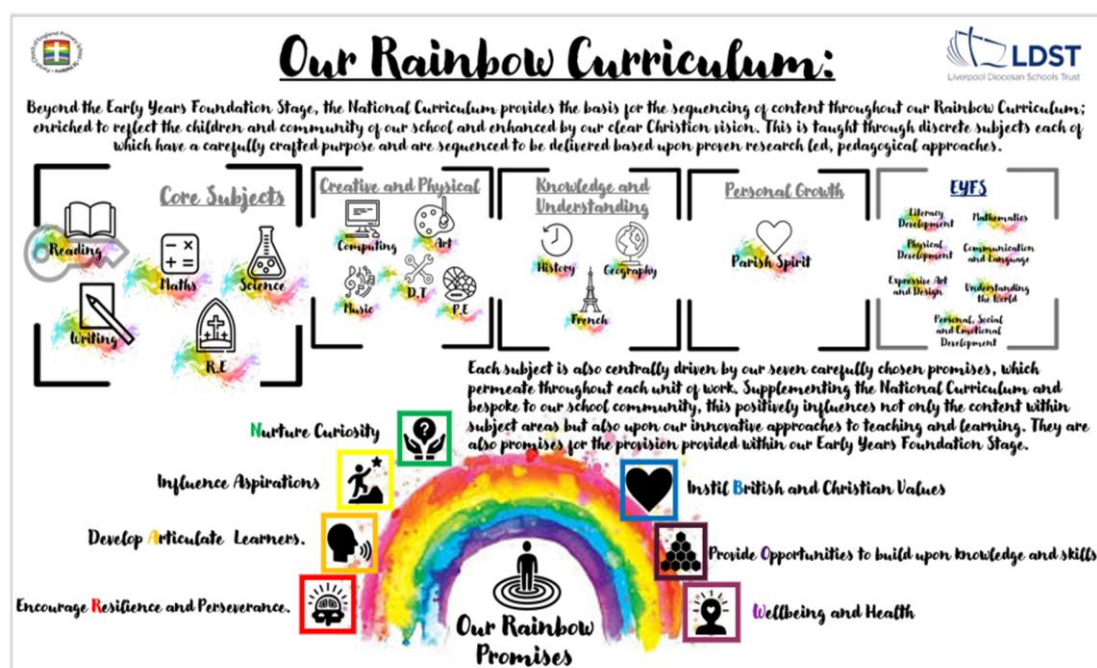 Our Rainbow Curriculum:
LDST
Liverpool Diocesan Schools Trust
Beyond the Early Years Foundation Stage, the National Curriculum provides the basis for the sequencing of content throughout our Rainbow Curriculum;
enriched to reflect the children and community of our school and enhanced by our clear Christian vision. This is taught through discrete subjects each of
which have a carefully crafted purpose and are sequenced to be delivered based upon proven research led, pedagogical approaches.
Core Subjects
Reading
Maths
Science
Writing
R.E
Creative and Physical
Computing
Art
Music
D.T
P.E
Knowledge and
Understanding
History
Geography
French
Personal Growth
Parish Spirit
EYFS
Literacy
Development
Mathematics
Physical
Development
Communication
and Language
Expressive Art
and Design
Understanding
the World
Personal, Social
and Emotional
Development
Each subject is also centrally driven by our seven carefully chosen promises, which
permeate throughout each unit of work. Supplementing the National Curriculum and
bespoke to our school community, this positively influences not only the content within
subject areas but also upon our innovative approaches to teaching and learning. They are
also promises for the provision provided within our Early Years Foundation Stage.
Nurture Curiosity
Influence Aspirations
Develop Articulate Learners.
Encourage Resilience and Perseverance.
Instil British and Christian Values
Provide Opportunities to build upon knowledge and skills
Wellbeing and Health
Our Rainbow
Promises